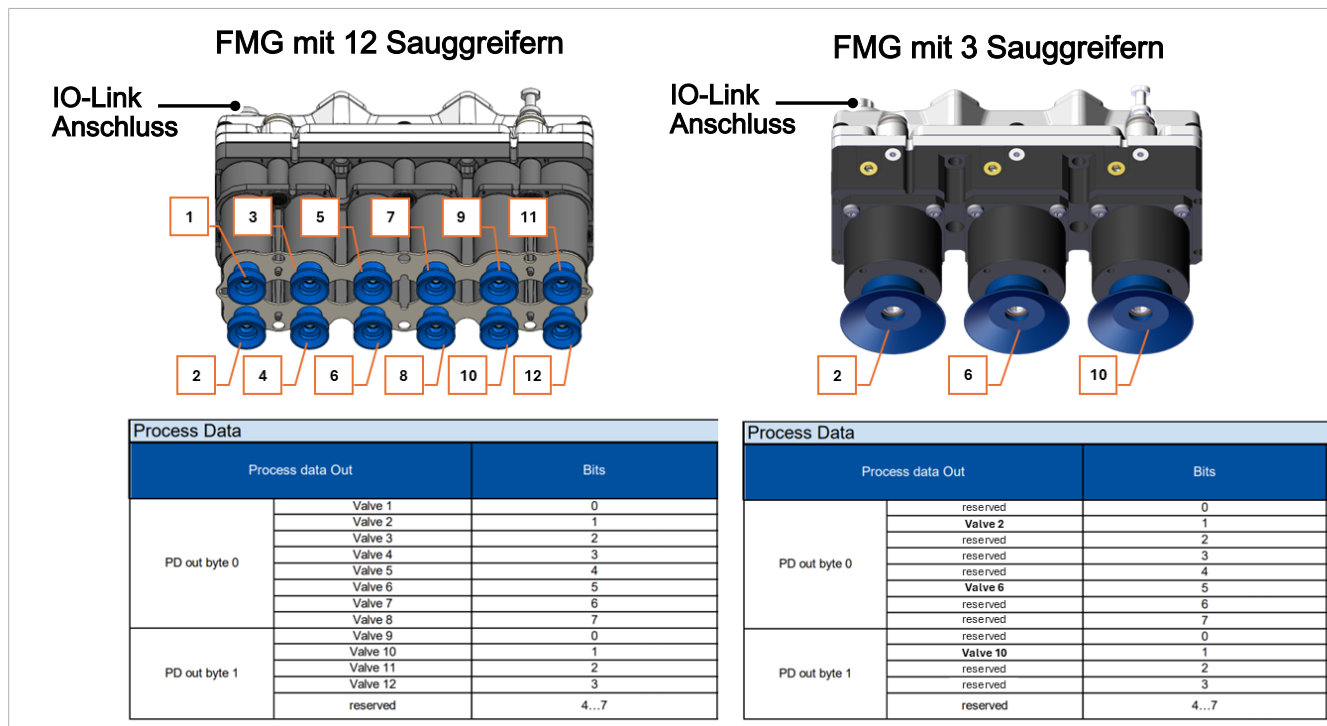 FMG mit 12 Sauggreifern
IO-Link
Anschluss
1 3 5 7 9 11
2 4 6 8 10 12
Process Data
Process data Out Bits
PD out byte 0
Valve 1 0
Valve 2 1
Valve 3 2
Valve 4 3
Valve 5 4
Valve 6 5
Valve 7 6
Valve 8 7
PD out byte 1
Valve 9 0
Valve 10 1
Valve 11 2
Valve 12 3
reserved 4...7
FMG mit 3 Sauggreifern
IO-Link
Anschluss
2 6 10
Process Data
Process data Out Bits
PD out byte 0
reserved 0
Valve 2 1
reserved 2
reserved 3
reserved 4
Valve 6 5
reserved 6
reserved 7
PD out byte 1
reserved 0
Valve 10 1
reserved 2
reserved 3
reserved 4...7